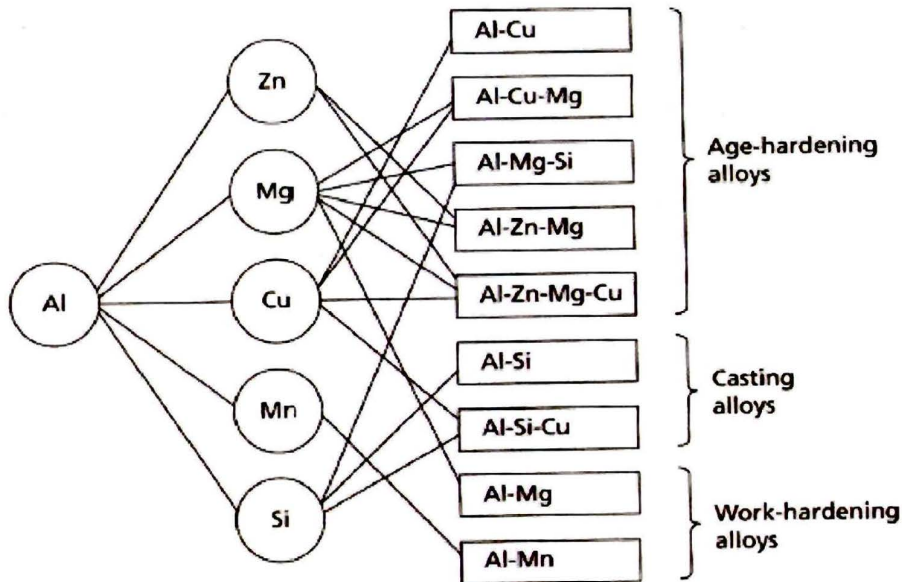 Al
Zn
Mg
Cu
Mn
Si
Al-Cu
Al-Cu-Mg
Al-Mg-Si
Al-Zn-Mg
Al-Zn-Mg-Cu
Al-Si
Al-Si-Cu
Al-Mg
Al-Mn
Age-hardening
alloys
Casting
alloys
Work-hardening
alloys